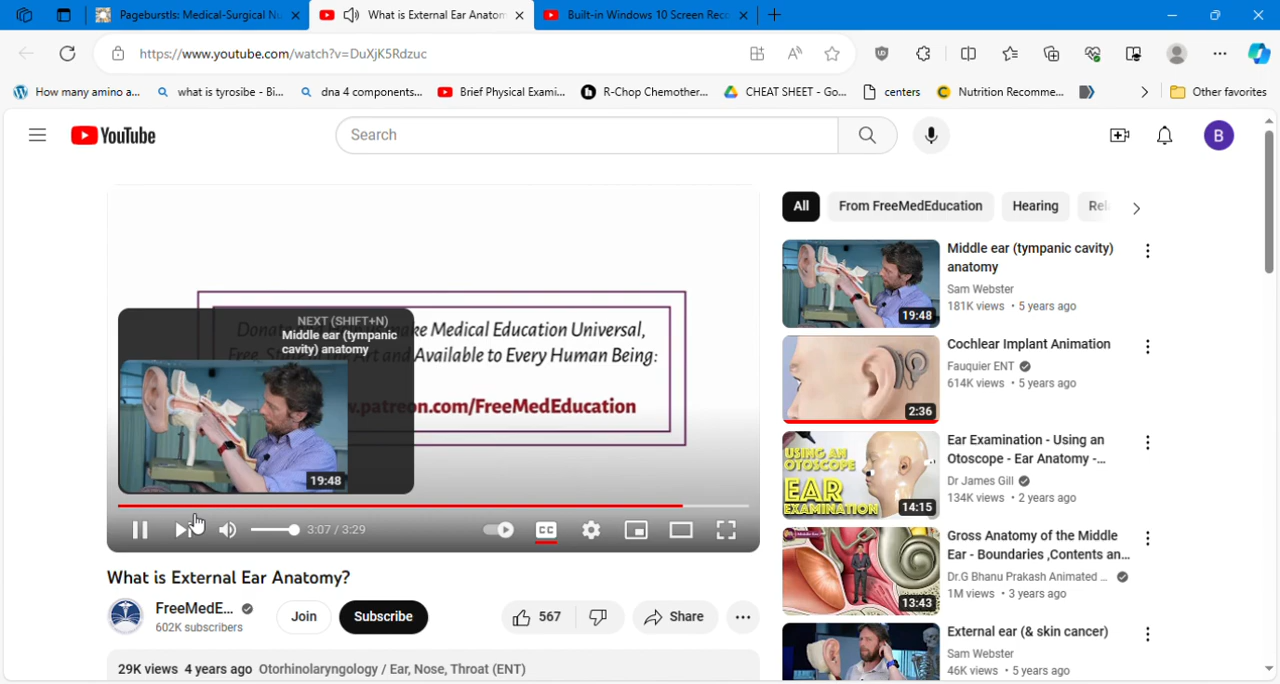 Pageburstls: Medical-Surgical Nu
What is External Ear Anatom
Built-in Windows 10 Screen Reco
https://www.youtube.com/watch?v=DuXjK5Rdzuc
How many amino a...
what is tyrosibe - Bi...
dna 4 components...
Brief Physical Exami...
R-Chop Chemother...
CHEAT SHEET - Go...
centers
Nutrition Recomme...
Other favorites
YouTube
Search
B
NEXT (SHIFT+N)
Middle ear (tympanic
cavity) anatomy
19:48
ke Medical Education Universal,
and Available to Every Human Being:
.patreon.com/FreeMedEducation
3:07 / 3:29
CC
What is External Ear Anatomy?
FreeMedE...
602K subscribers
Join
Subscribe
567
Share
29K views 4 years ago Otorhinolaryngology / Ear, Nose, Throat (ENT)
All
From FreeMedEducation
Hearing
Rel
Middle ear (tympanic cavity)
anatomy
Sam Webster
181K views • 5 years ago
19:48
Cochlear Implant Animation
Fauquier ENT
614K views • 5 years ago
2:36
Ear Examination - Using an
Otoscope - Ear Anatomy -...
Dr James Gill
134K views • 2 years ago
USING AN
OTOSCOPE
EAR
EXAMINATION
14:15
Gross Anatomy of the Middle
Ear - Boundaries ,Contents an...
Dr.G Bhanu Prakash Animated ...
1M views • 3 years ago
13:43
External ear (& skin cancer)
Sam Webster
46K views • 5 years ago